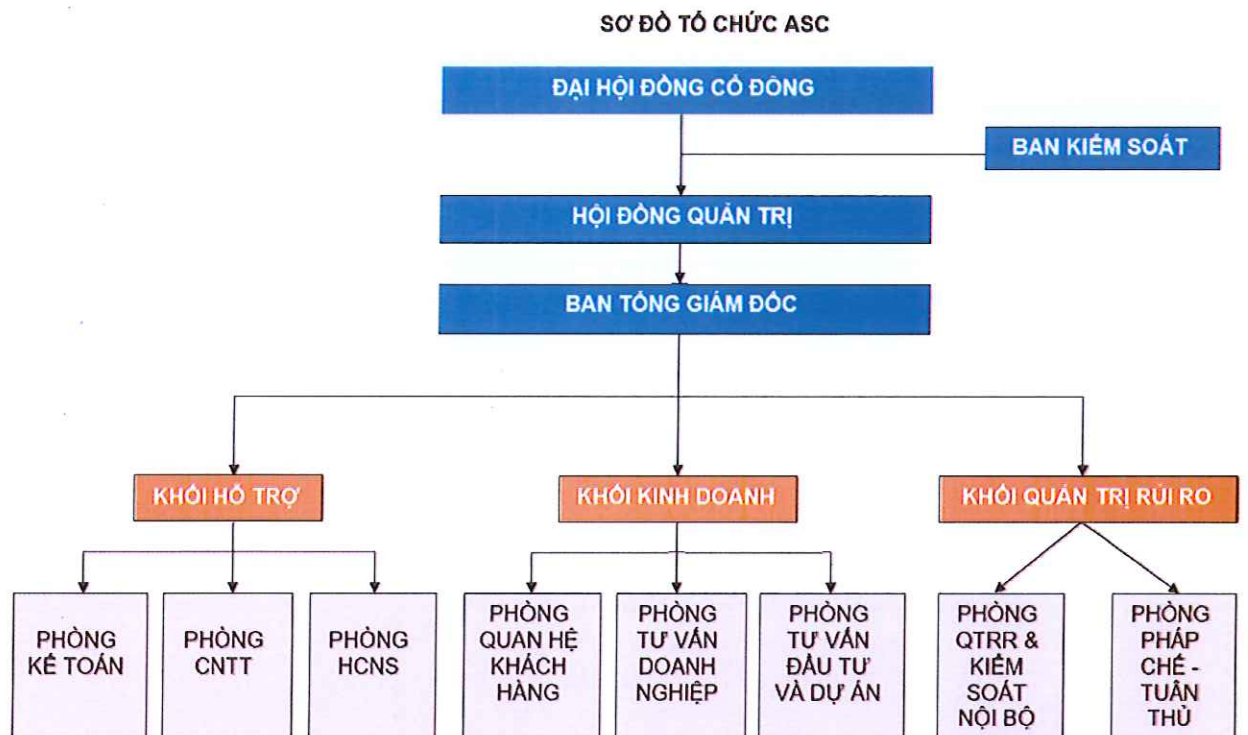 SƠ ĐỒ TỔ CHỨC ASC
ĐẠI HỘI ĐỒNG CỔ ĐÔNG
BAN KIỂM SOÁT
HỘI ĐỒNG QUẢN TRỊ
BAN TỔNG GIÁM ĐỐC
KHỐI HỖ TRỢ
KHỐI KINH DOANH
KHỐI QUẢN TRỊ RỦI RO
PHÒNG
KẾ TOÁN
PHÒNG
CNTT
PHÒNG
HCNS
PHÒNG
QUAN HỆ
KHÁCH
HÀNG
PHÒNG
TƯ VẤN
DOANH
NGHIỆP
PHÒNG
TƯ VẤN
ĐẦU TƯ
VÀ DỰ ÁN
PHÒNG
QTRR &
KIỂM
SOÁT
NỘI BỘ
PHÒNG
PHÁP
CHẾ -
TUÂN
THỦ